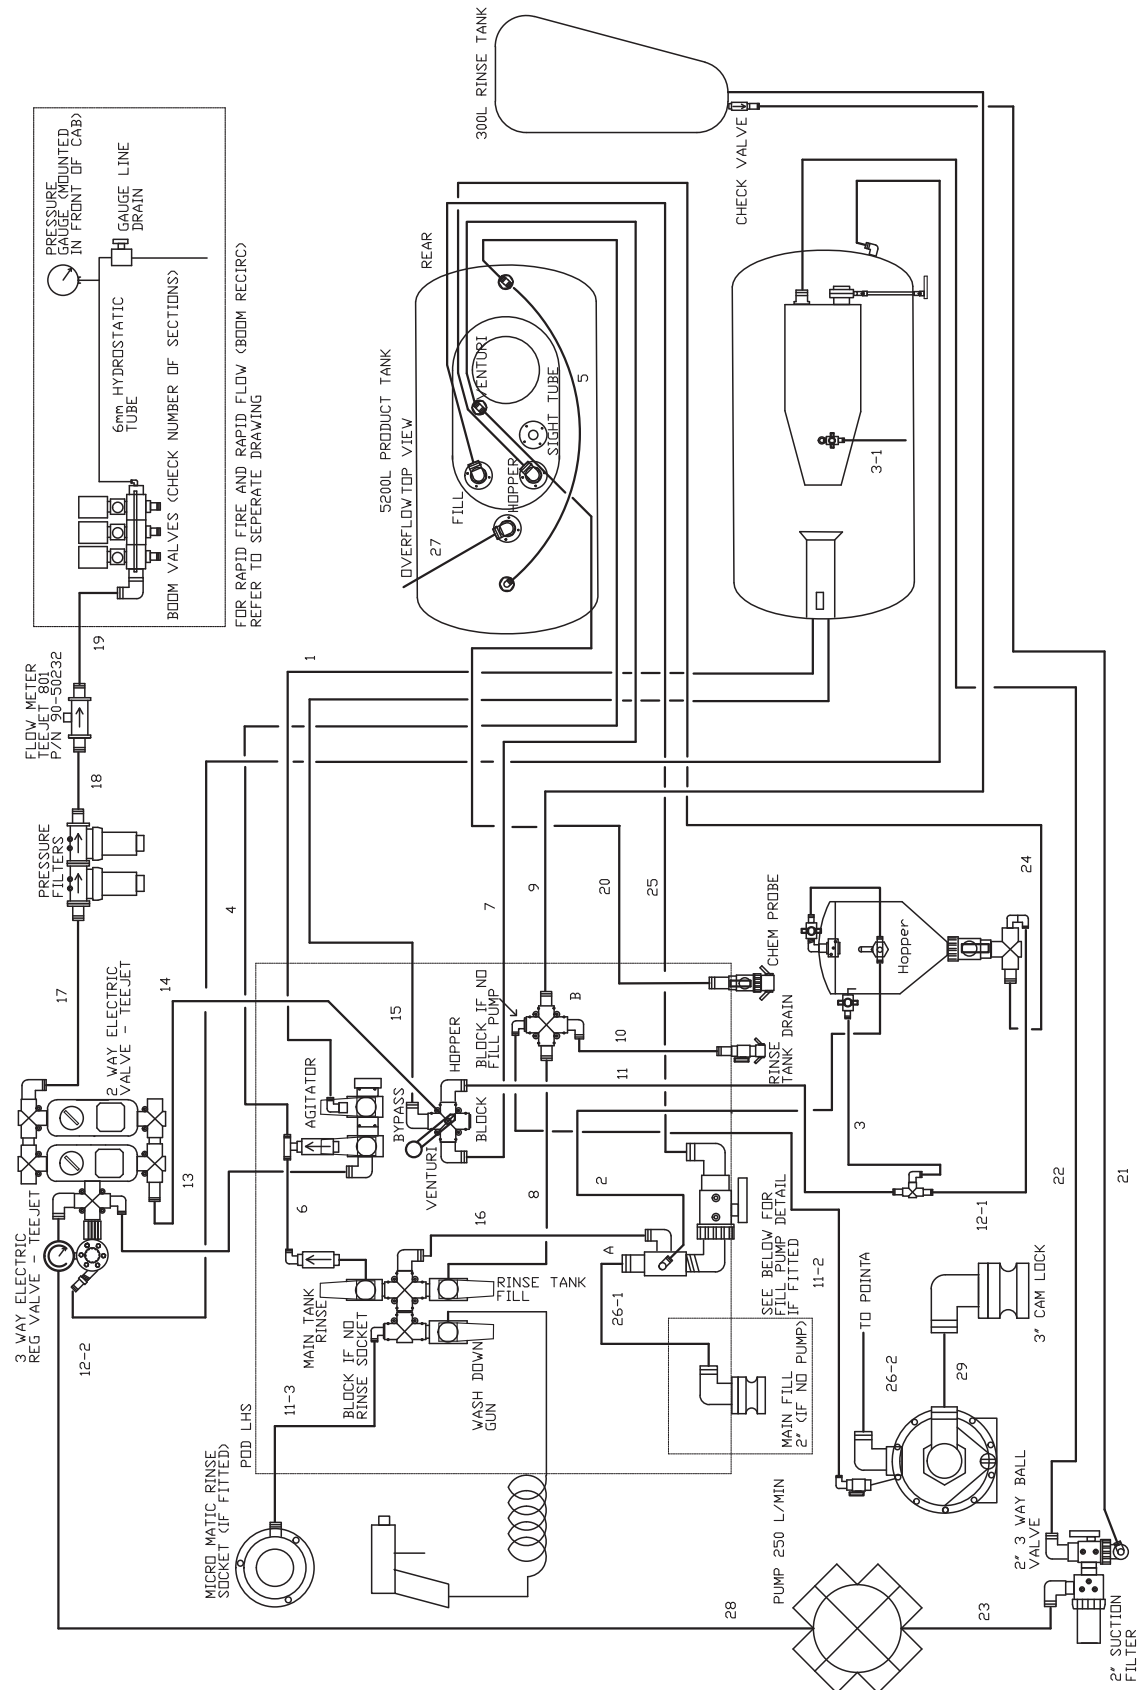 300L RINSE TANK
CHECK VALVE
PRESSURE
GAUGE (MOUNTED
IN FRONT OF CAB)
GAUGE LINE
DRAIN
6mm HYDROSTATIC
TUBE
BOOM VALVES (CHECK NUMBER OF SECTIONS)
FOR RAPID FIRE AND RAPID FLOW (BOOM RECIRC)
REFER TO SEPERATE DRAWING
5200L PRODUCT TANK
TOP VIEW
OVERFLOW
REAR
FILL
HOPPER
VENTURI
SIGHT TUBE
5
27
3-1
FLOW METER
TEEJET 801
P/N 90-50232
19
18
PRESSURE
FILTERS
17
2 WAY ELECTRIC
VALVE - TEEJET
14
13
3 WAY ELECTRIC
REG VALVE - TEEJET
12-2
1
4
7
9
20
25
24
15
AGITATOR
BYPASS
HOPPER
BLOCK
VENTURI
BLOCK IF NO
FILL PUMP
B
10
11
CHEM PROBE
RINSE
TANK DRAIN
Hopper
6
16
8
2
3
12-1
22
21
MAIN TANK
RINSE
BLOCK IF NO
RINSE SOCKET
RINSE TANK
FILL
WASH DOWN
GUN
11-3
A
26-1
SEE BELOW FOR
FILL PUMP DETAIL
IF FITTED
11-2
MAIN FILL
2" (IF NO PUMP)
POD LHS
MICRO MATIC RINSE
SOCKET (IF FITTED)
TO POINTA
26-2
29
3" CAM LOCK
28
PUMP 250 L/MIN
23
2" 3 WAY BALL
VALVE
2" SUCTION
FILTER